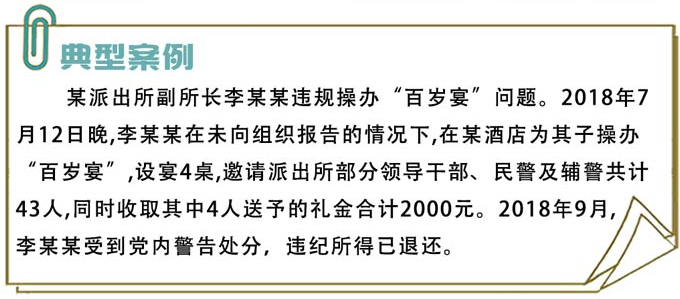 典型案例
某派出所副所长李某某违规操办“百岁宴”问题。2018年7
月12日晚,李某某在未向组织报告的情况下,在某酒店为其子操办
“百岁宴”,设宴4桌,邀请派出所部分领导干部、民警及辅警共计
43人,同时收取其中4人送予的礼金合计2000元。2018年9月,
李某某受到党内警告处分，违纪所得已退还。